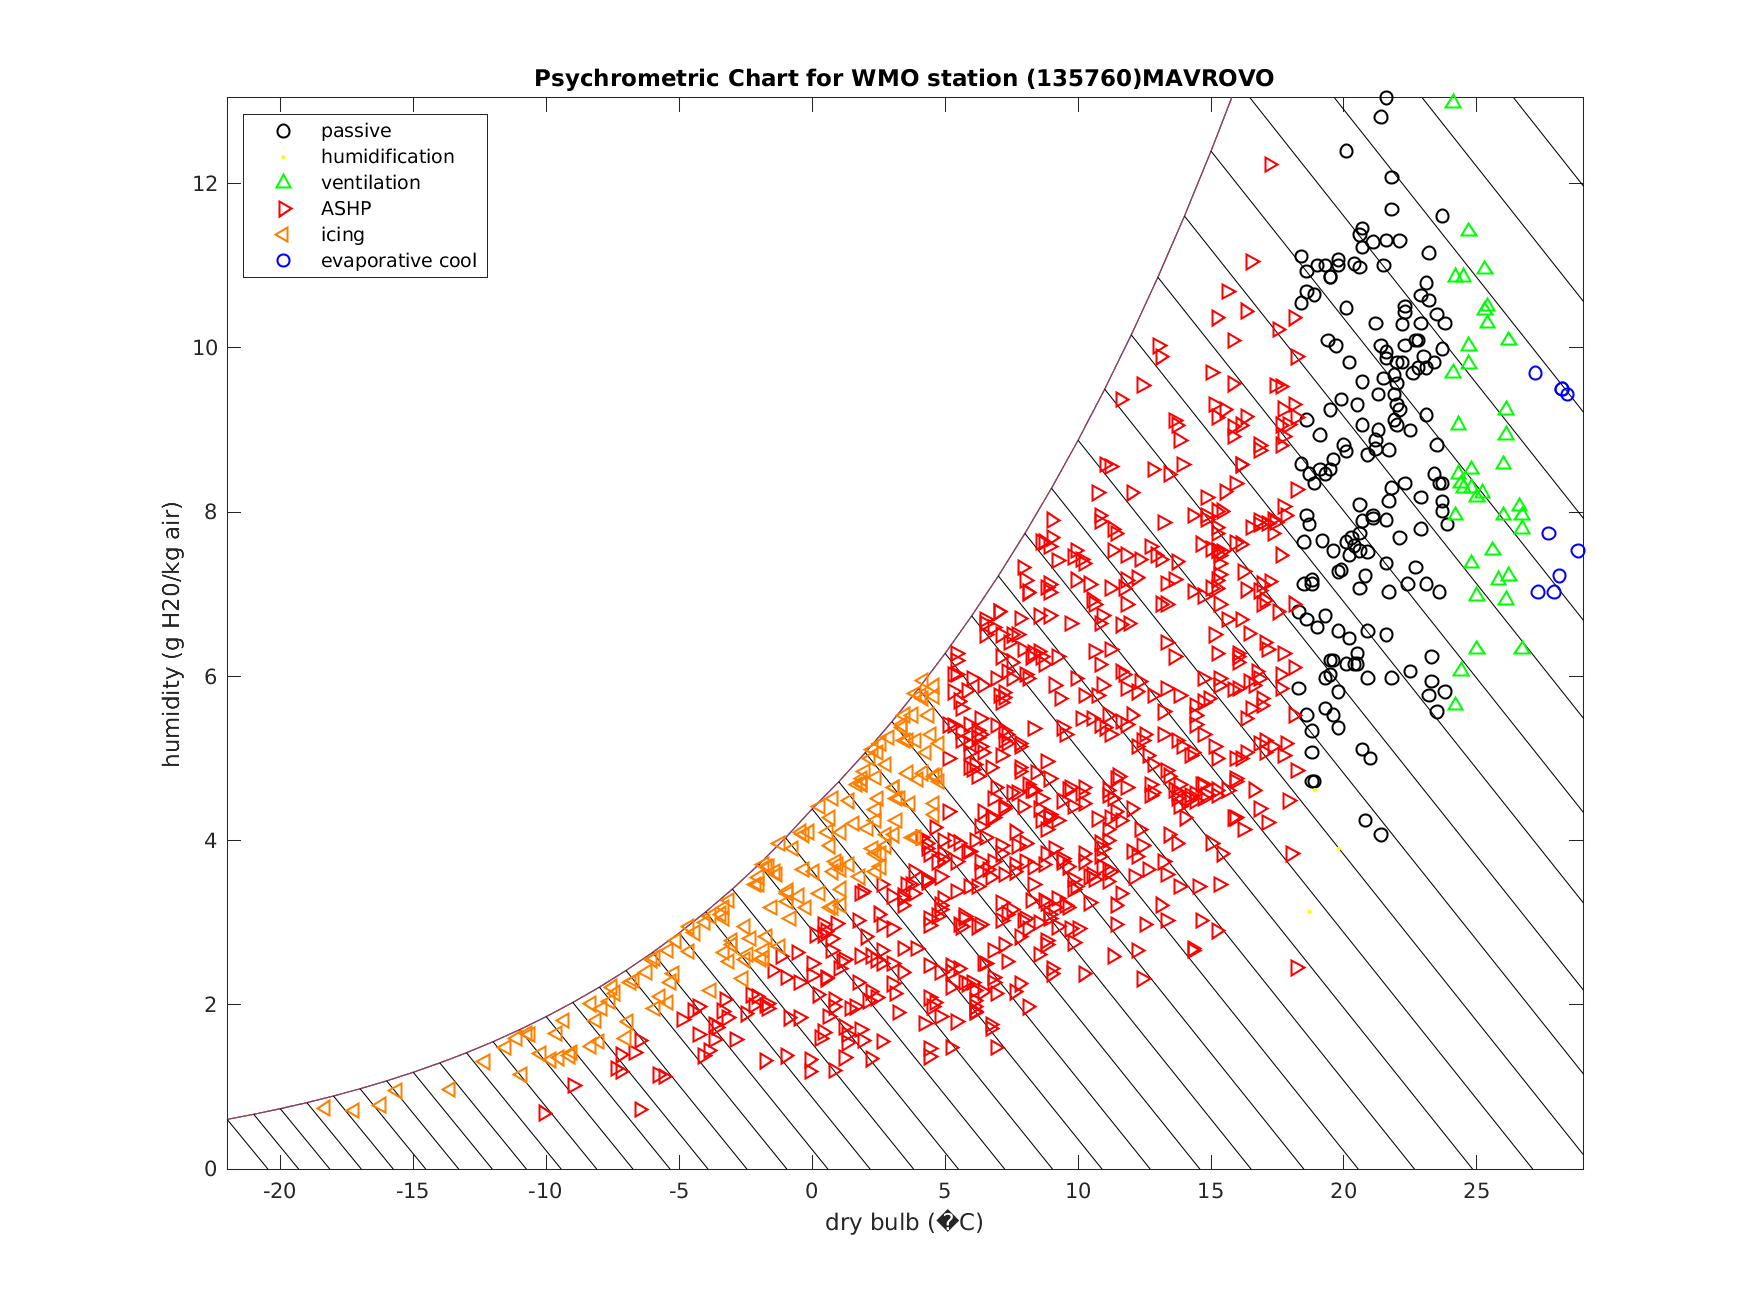 Psychrometric Chart for WMO station (135760)MAVROVO
passive
humidification
ventilation
ASHP
icing
evaporative cool
humidity (g H20/kg air)
12
10
8
6
4
2
0
-20 -15 -10 -5 0 5 10 15 20 25
dry bulb (�C)